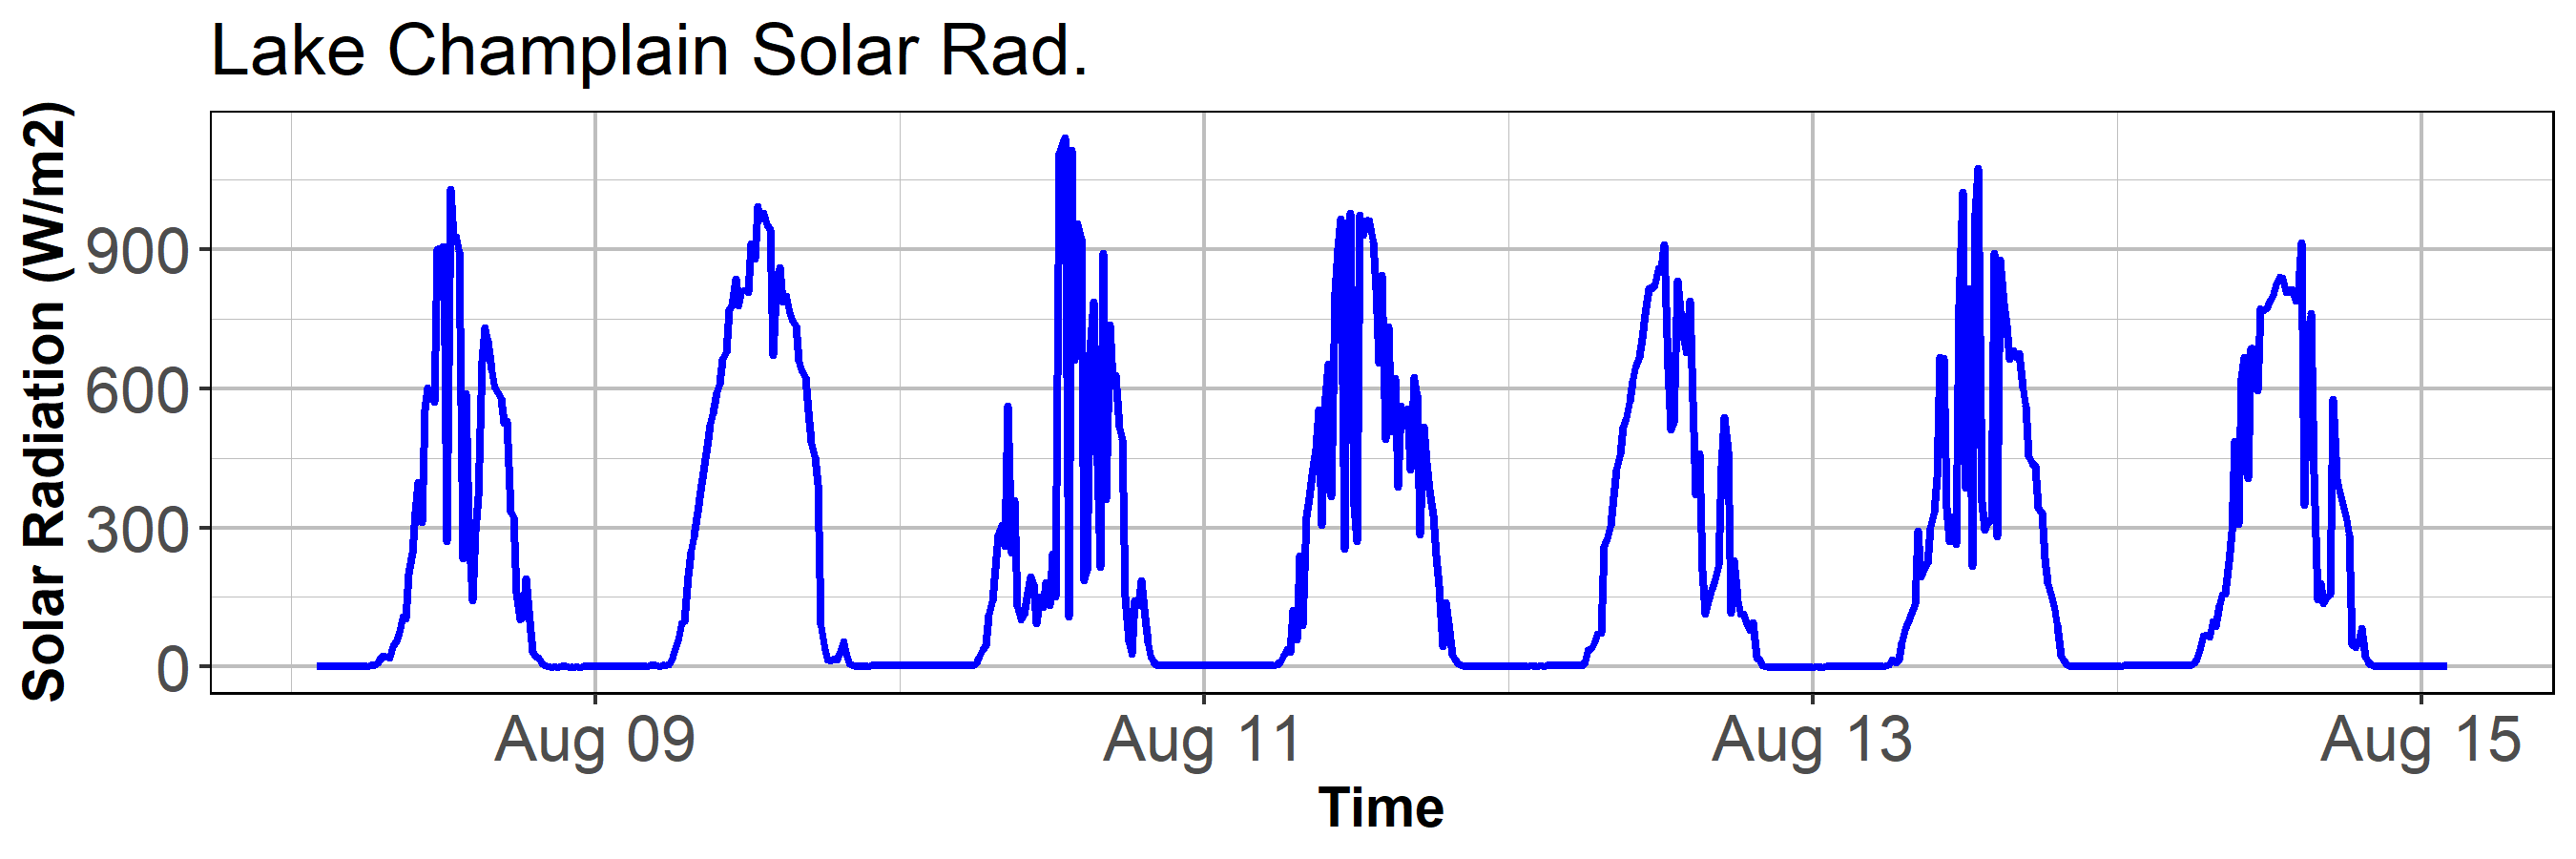 Lake Champlain Solar Rad.
Solar Radiation (W/m2)
900
600
300
0
Aug 09 Aug 11 Aug 13 Aug 15
Time